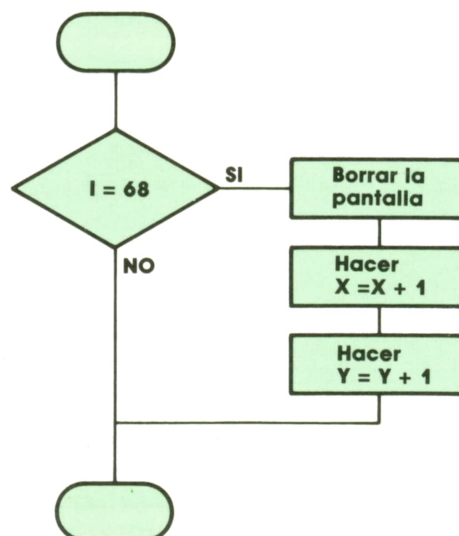 I = 68
SI
Borrar la
pantalla
NO
Hacer
X =X + 1
Hacer
Y = Y + 1